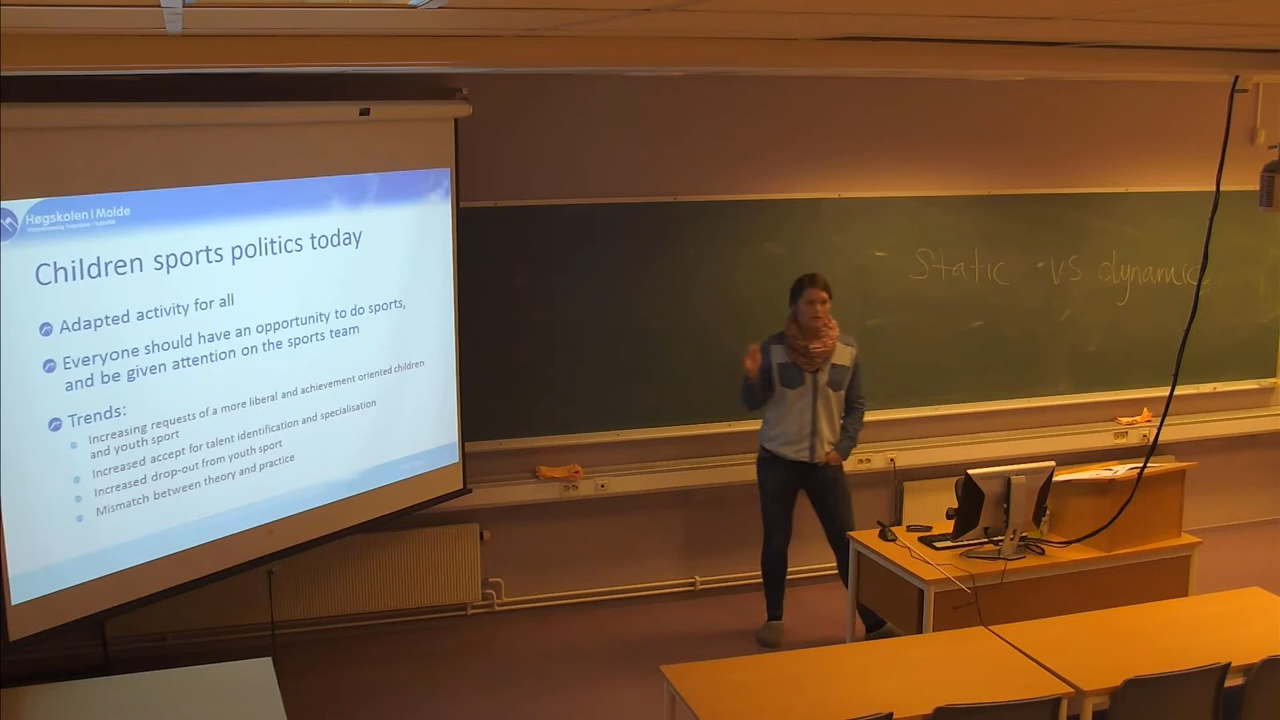 Høgskolen i Molde
Children sports politics today
Adapted activity for all
Everyone should have an opportunity to do sports,
and be given attention on the sports team
Trends:
Increasing requests of a more liberal and achievement oriented children
and youth sport
Increased accept for talent identification and specialisation
Increased drop-out from youth sport
Mismatch between theory and practice
Static vs dynamic